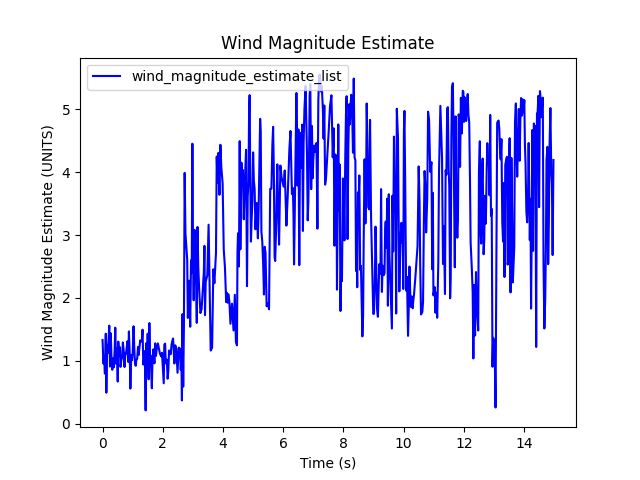 Wind Magnitude Estimate
wind_magnitude_estimate_list
Wind Magnitude Estimate (UNITS)
5
4
3
2
1
0
0 2 4 6 8 10 12 14
Time (s)